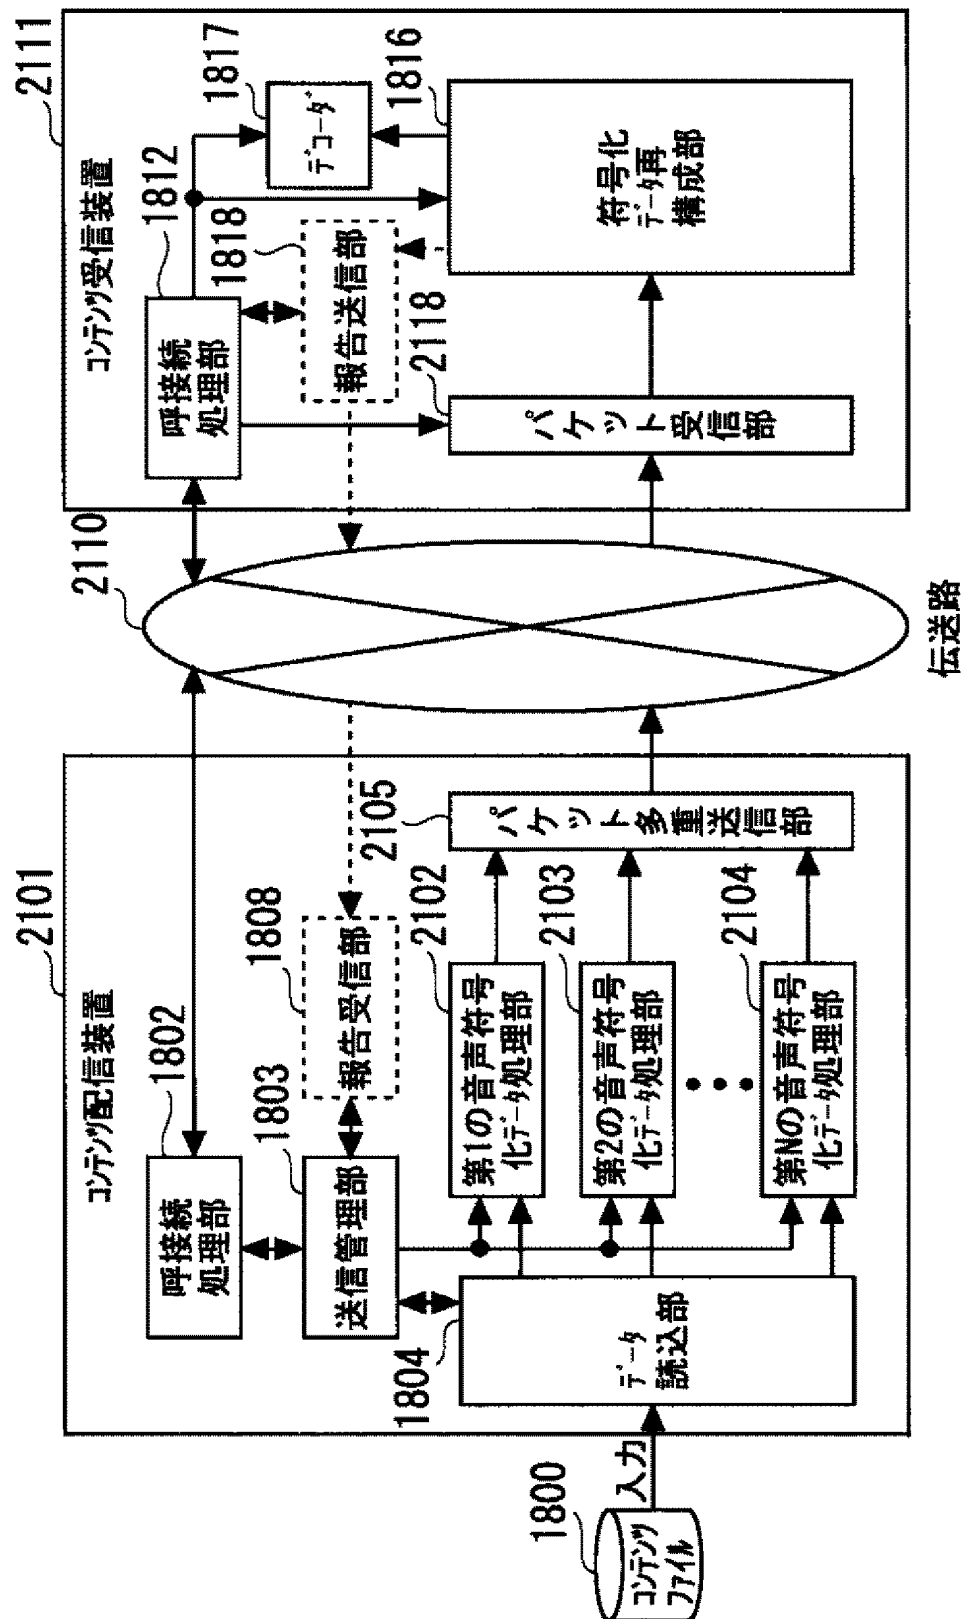 2101
コンテンツ配信装置
1802
呼接続
処理部
1803
送信管理部
1808
報告受信部
1804
データ
読込部
1800
コンテンツ
ファイル
入力
2102
第1の音声符号
化データ処理部
2103
第2の音声符号
化データ処理部
2104
第Nの音声符号
化データ処理部
2105
パケット多重送信部
2110
伝送路
2111
コンテンツ受信装置
1812
呼接続
処理部
1818
報告送信部
2118
パケット受信部
1817
デコーダ
1816
符号化
データ再
構成部